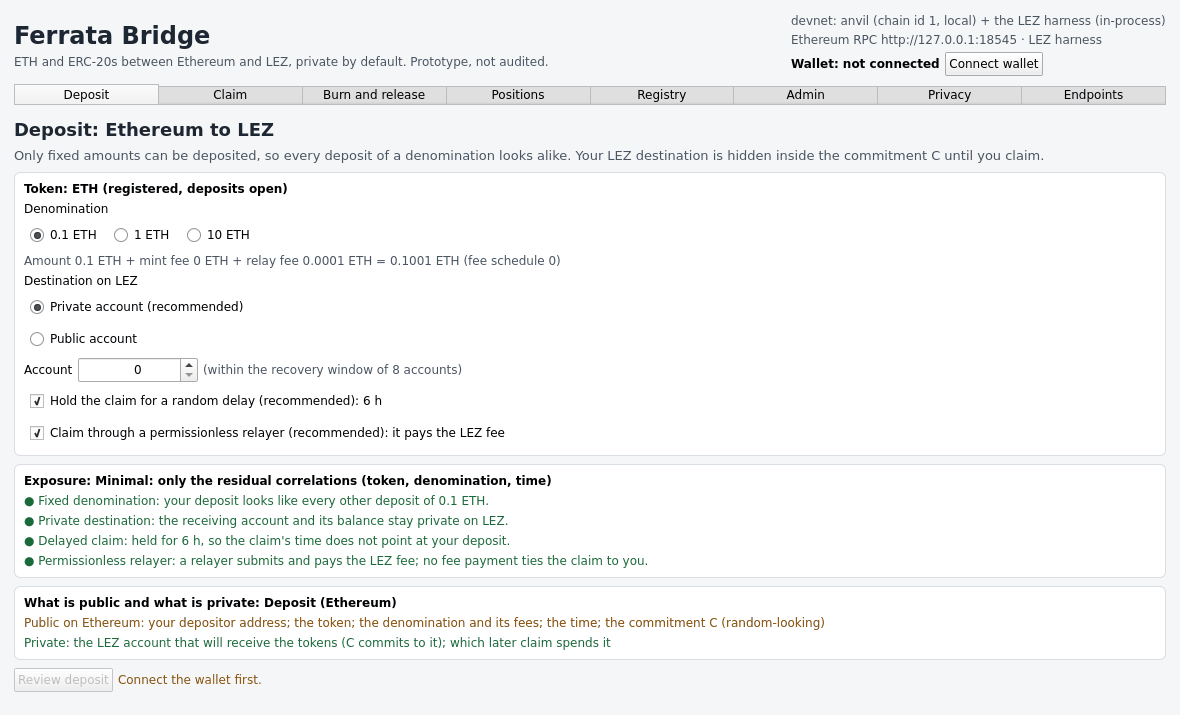 Ferrata Bridge
ETH and ERC-20s between Ethereum and LEZ, private by default. Prototype, not audited.
devnet: anvil (chain id 1, local) + the LEZ harness (in-process)
Ethereum RPC http://127.0.0.1:18545 · LEZ harness
Wallet: not connected Connect wallet
Deposit Claim Burn and release Positions Registry Admin Privacy Endpoints
Deposit: Ethereum to LEZ
Only fixed amounts can be deposited, so every deposit of a denomination looks alike. Your LEZ destination is hidden inside the commitment C until you claim.
Token: ETH (registered, deposits open)
Denomination
0.1 ETH 1 ETH 10 ETH
Amount 0.1 ETH + mint fee 0 ETH + relay fee 0.0001 ETH = 0.1001 ETH (fee schedule 0)
Destination on LEZ
Private account (recommended)
Public account
Account 0 (within the recovery window of 8 accounts)
Hold the claim for a random delay (recommended): 6 h
Claim through a permissionless relayer (recommended): it pays the LEZ fee
Exposure: Minimal: only the residual correlations (token, denomination, time)
● Fixed denomination: your deposit looks like every other deposit of 0.1 ETH.
● Private destination: the receiving account and its balance stay private on LEZ.
● Delayed claim: held for 6 h, so the claim's time does not point at your deposit.
● Permissionless relayer: a relayer submits and pays the LEZ fee; no fee payment ties the claim to you.
What is public and what is private: Deposit (Ethereum)
Public on Ethereum: your depositor address; the token; the denomination and its fees; the time; the commitment C (random-looking)
Private: the LEZ account that will receive the tokens (C commits to it); which later claim spends it
Review deposit Connect the wallet first.